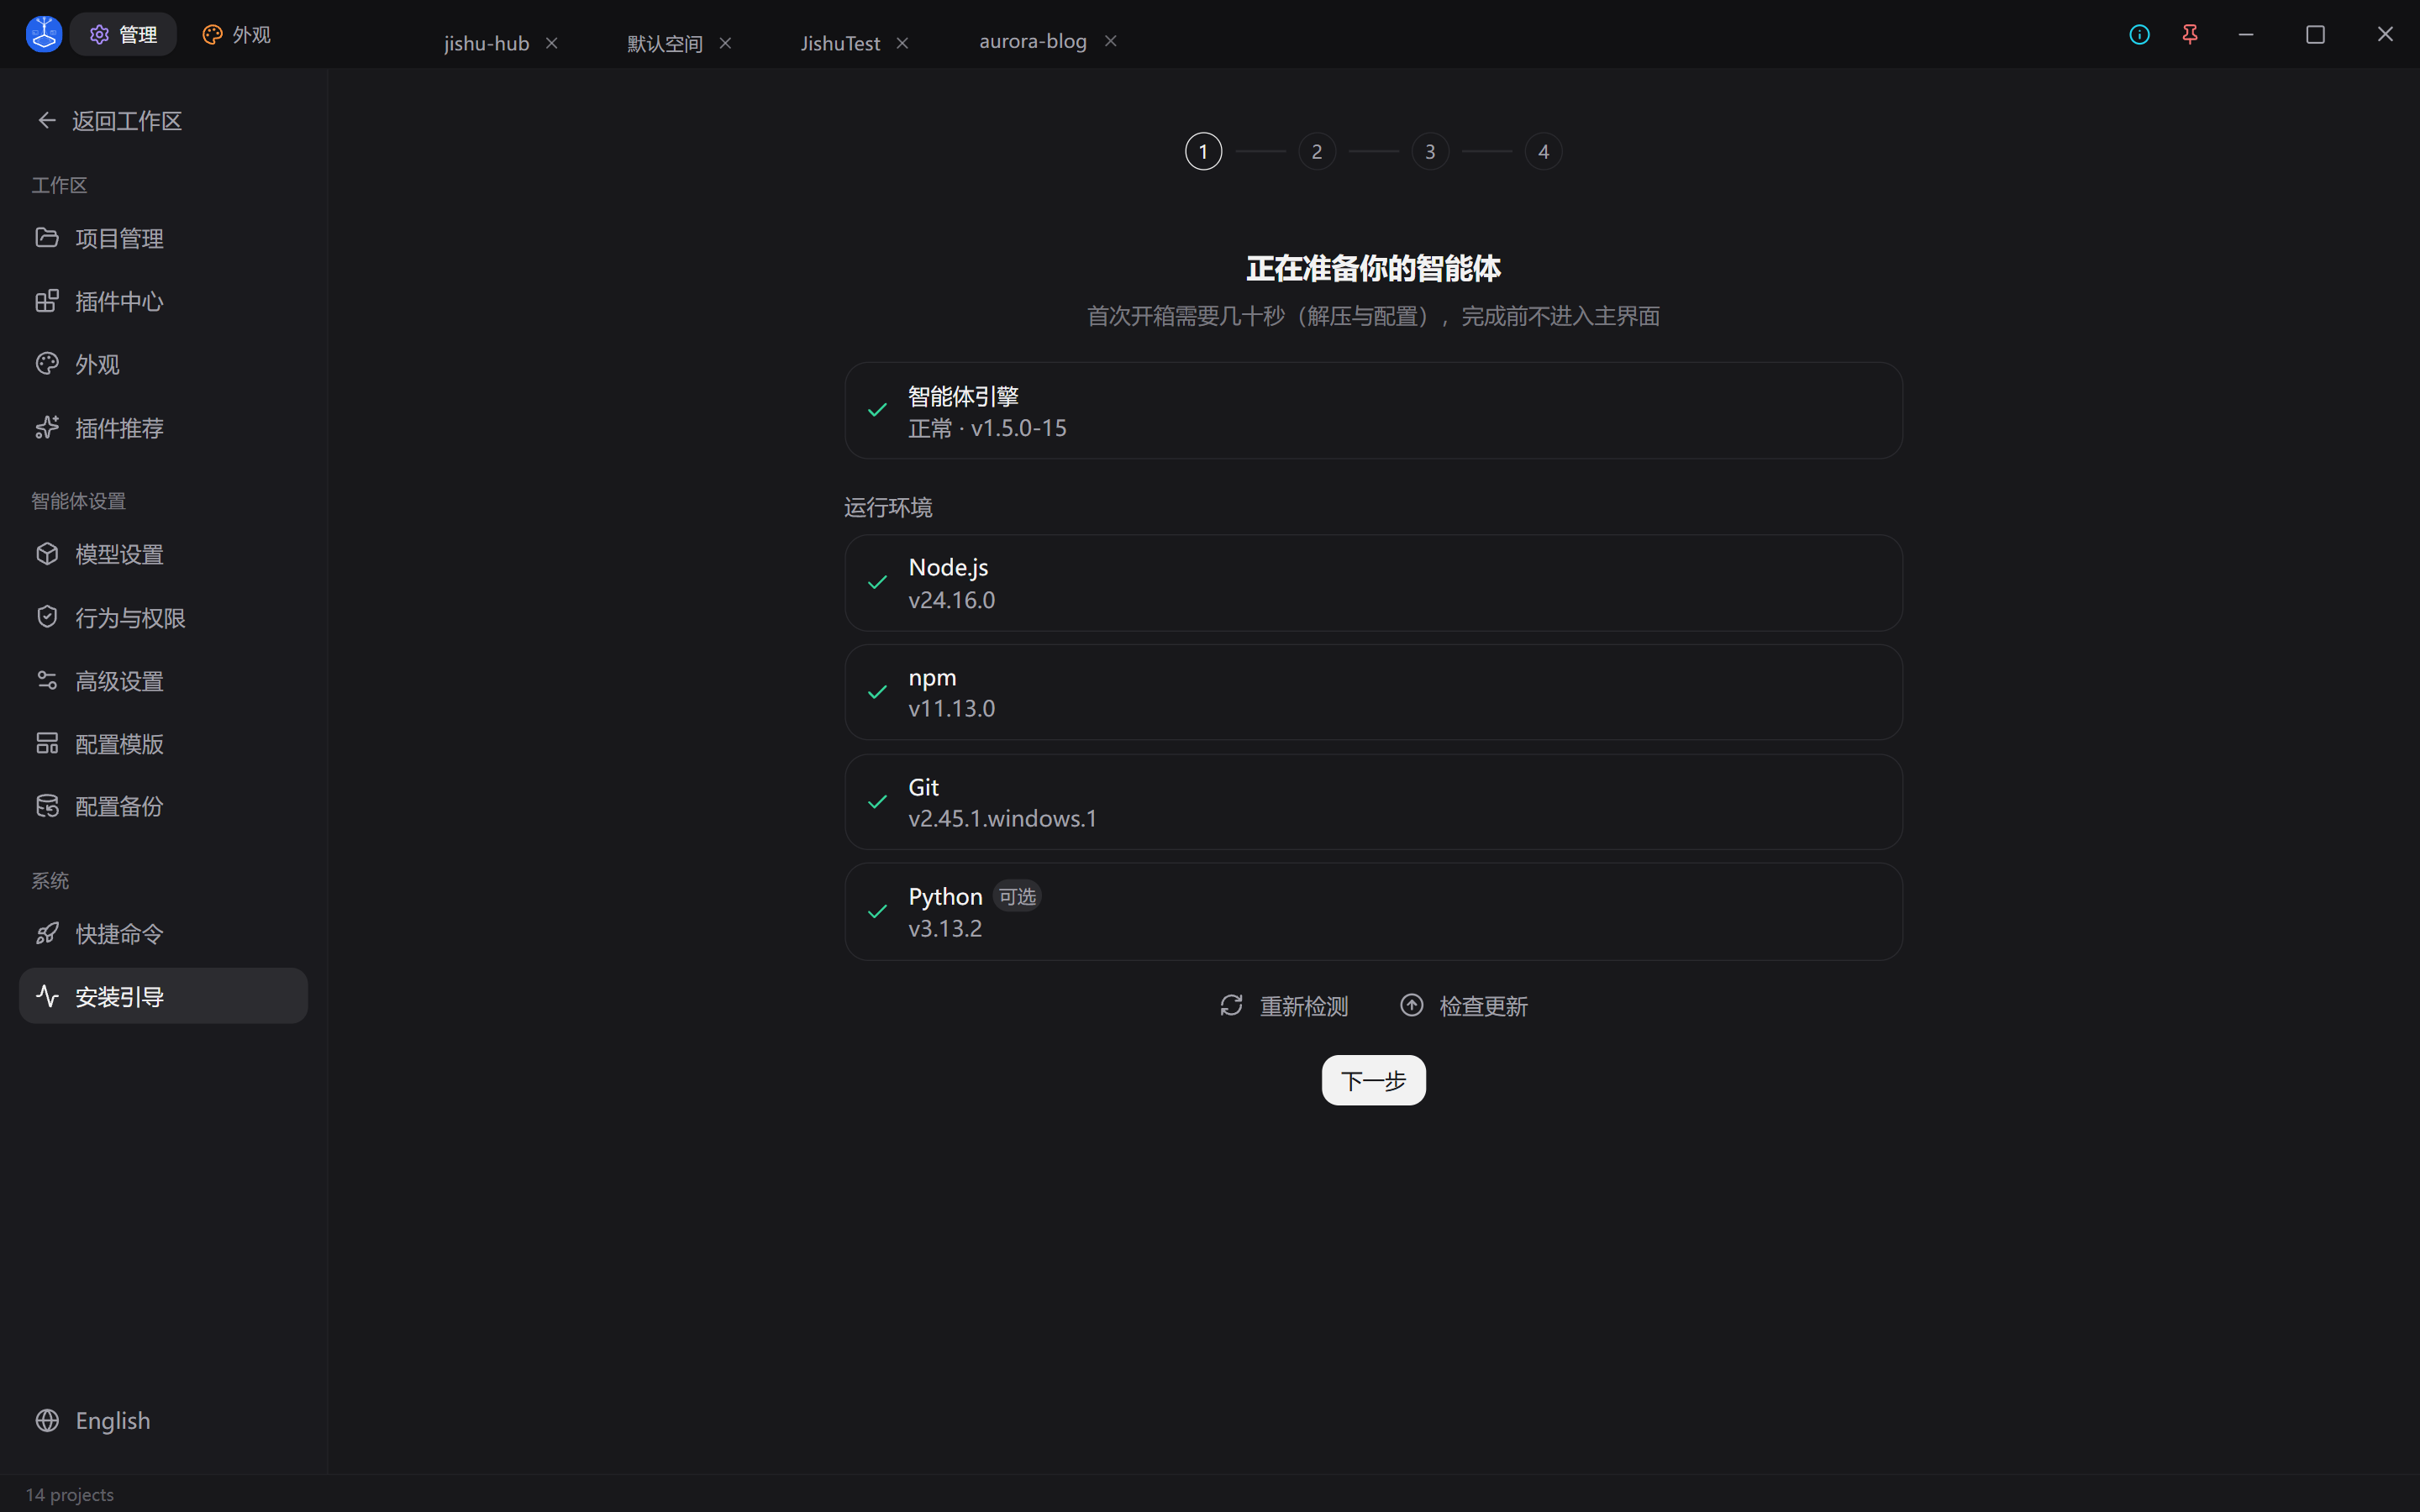 管理
外观
jishu-hub
默认空间
JishuTest
aurora-blog
返回工作区
工作区
项目管理
插件中心
外观
插件推荐
智能体设置
模型设置
行为与权限
高级设置
配置模版
配置备份
系统
快捷命令
安装引导
English
14 projects
1
2
3
4
正在准备你的智能体
首次开箱需要几十秒（解压与配置），完成前不进入主界面
智能体引擎
正常 · v1.5.0-15
运行环境
Node.js
v24.16.0
npm
v11.13.0
Git
v2.45.1.windows.1
Python 可选
v3.13.2
重新检测
检查更新
下一步